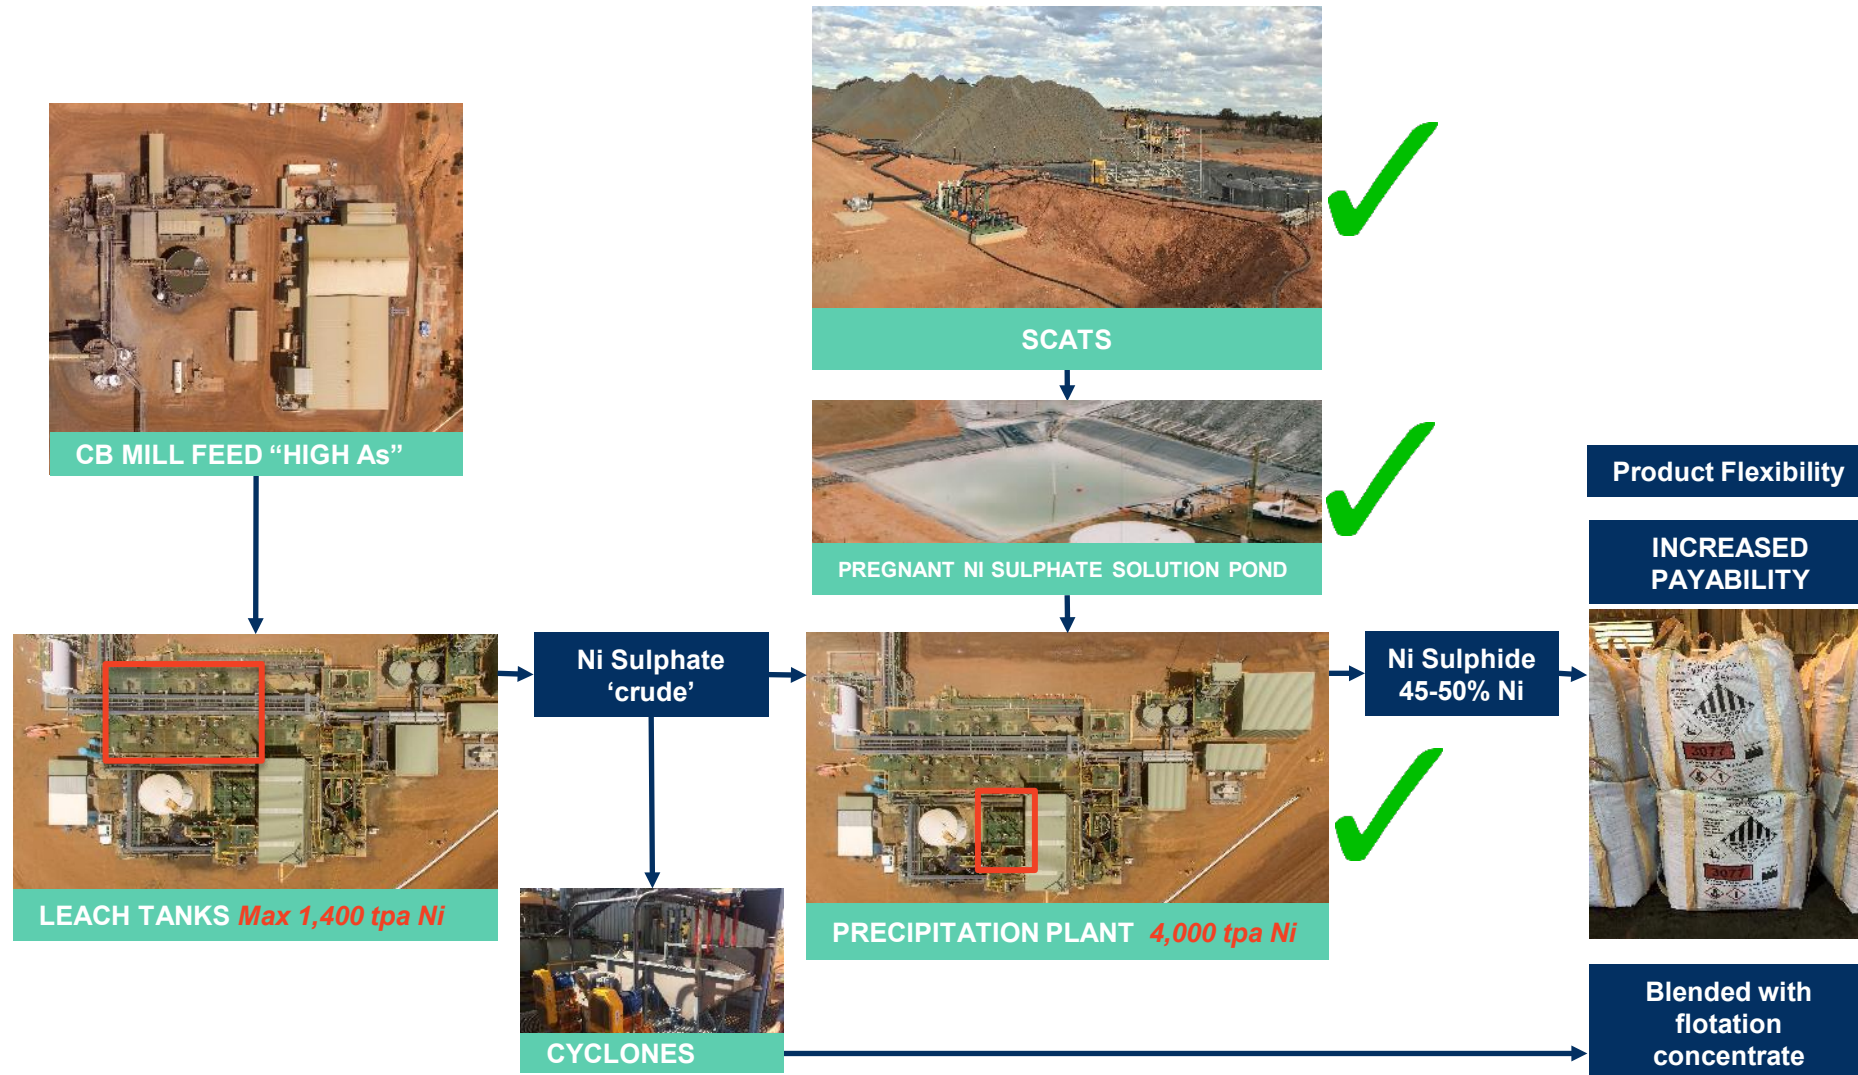 SCATS
CB MILL FEED “HIGH As”
PREGNANT NI SULPHATE SOLUTION POND
Product Flexibility
INCREASED
PAYABILITY
Ni Sulphate
‘crude’
Ni Sulphide
45-50% Ni
3077
3077
LEACH TANKS Max 1,400 tpa Ni
PRECIPITATION PLANT 4,000 tpa Ni
CYCLONES
Blended with
flotation
concentrate